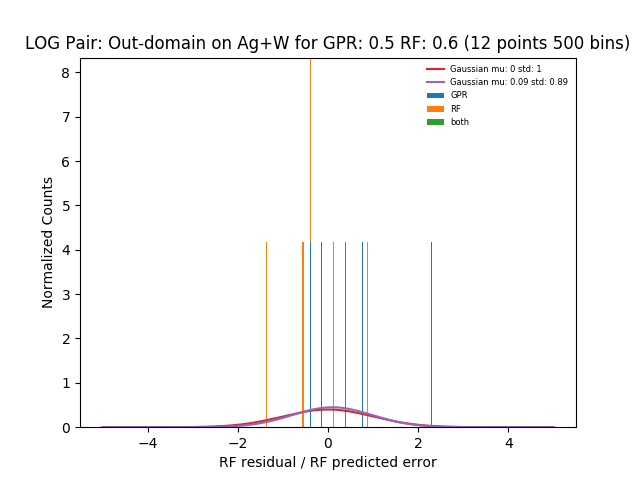 LOG Pair: Out-domain on Ag+W for GPR: 0.5 RF: 0.6 (12 points 500 bins)
Normalized Counts
8
7
6
5
4
3
2
1
0
Gaussian mu: 0 std: 1
Gaussian mu: 0.09 std: 0.89
GPR
RF
both
−4 −2 0 2 4
RF residual / RF predicted error